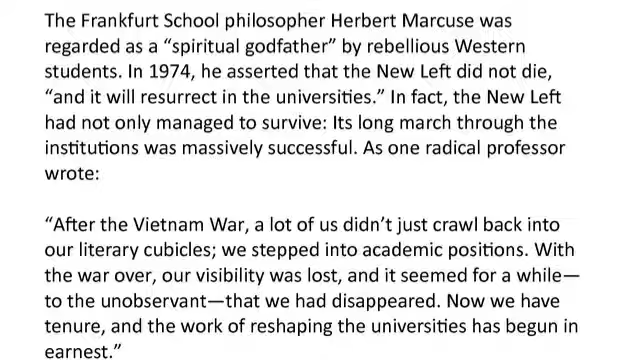 The Frankfurt School philosopher Herbert Marcuse was
regarded as a “spiritual godfather” by rebellious Western
students. In 1974, he asserted that the New Left did not die,
“and it will resurrect in the universities.” In fact, the New Left
had not only managed to survive: Its long march through the
institutions was massively successful. As one radical professor
wrote:
“After the Vietnam War, a lot of us didn’t just crawl back into
our literary cubicles; we stepped into academic positions. With
the war over, our visibility was lost, and it seemed for a while—
to the unobservant—that we had disappeared. Now we have
tenure, and the work of reshaping the universities has begun in
earnest.”